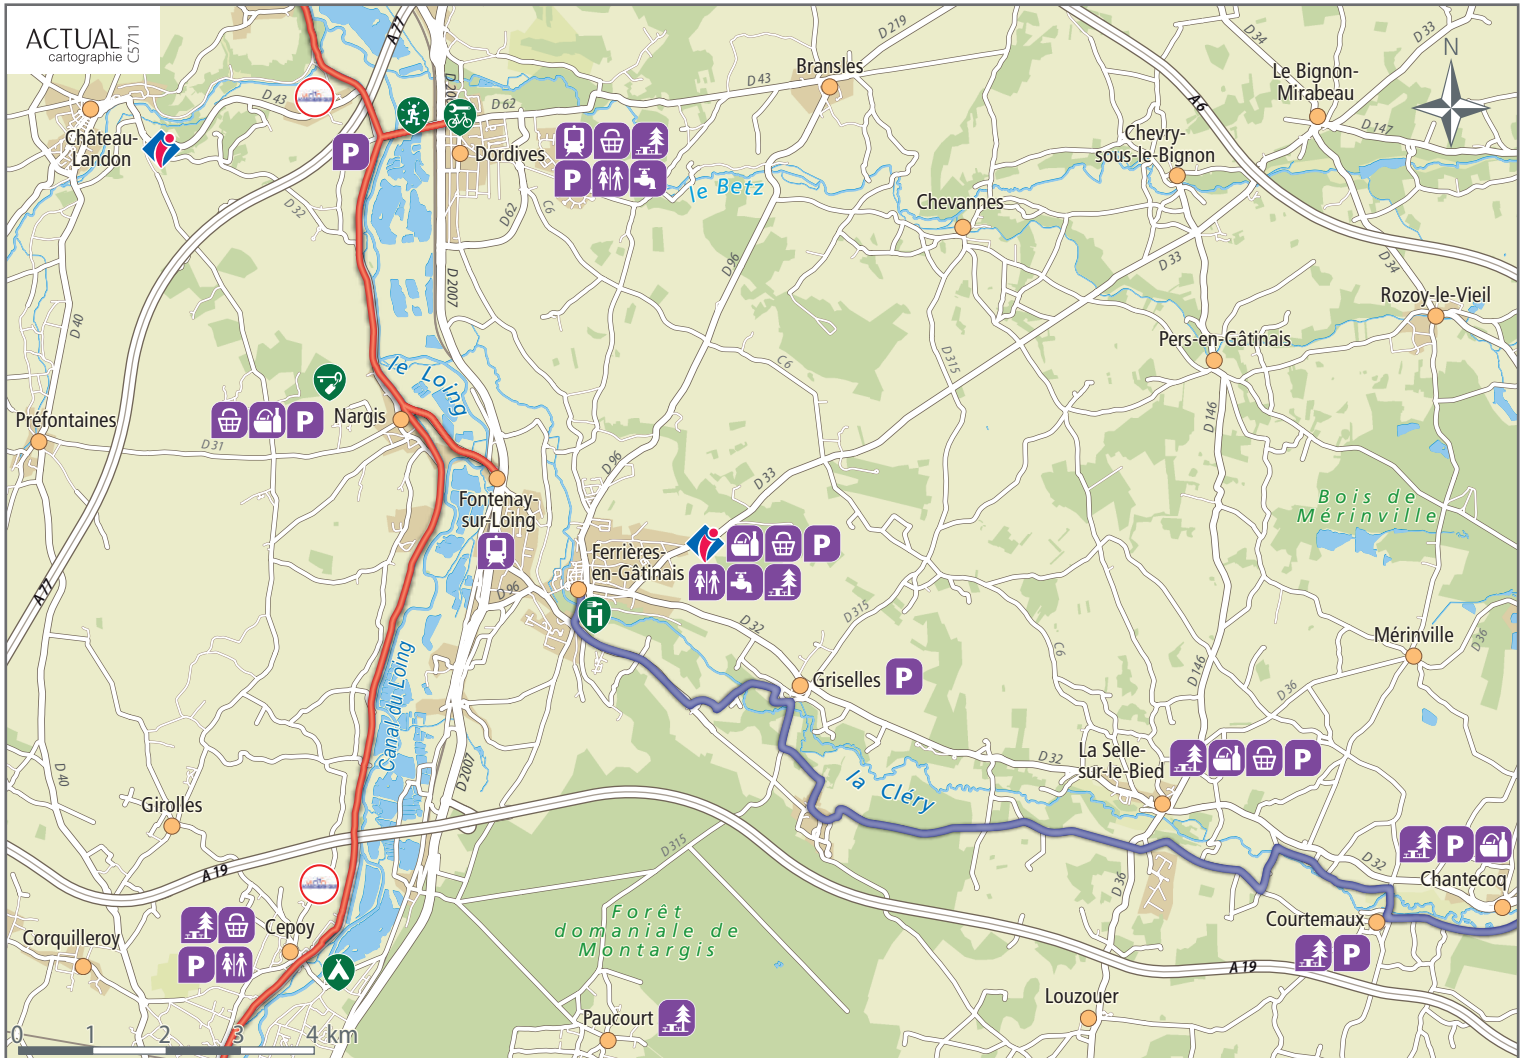 ACTUAL
cartographie
C5711
A 77
D 219
D 34
D 33
N
Bransles
Le Bignon-
Mirabeau
D 43
D 43
D 62
A6
D 147
Château-
Landon
P
Dordives
Chevry-
sous-le-Bignon
P
le Betz
D 32
D 62
C6
Chevannes
D 96
D 33
D 34
D 2007
Rozoy-le-Vieil
D 40
Pers-en-Gâtinais
le Loing
C6
D 315
Préfontaines
P
Nargis
D 146
D 31
D 96
D 33
Fontenay-
sur-Loing
Bois de
Mérinville
Ferrières-
en-Gâtinais
P
A 77
D 96
H
D 32
D 315
C6
Mérinville
D 36
D 146
Griselles
P
D 36
Canal du Loing
D 40
D2007
D 32
La Selle-
sur-le-Bied
P
la Cléry
Girolles
A 19
D 315
D 36
D 32
P
Chantecoq
Forêt
domaniale de
Montargis
Courtemaux
P
Cepoy
P
Corquilleroy
A 19
Louzouer
Paucourt
0 1 2 3 4 km